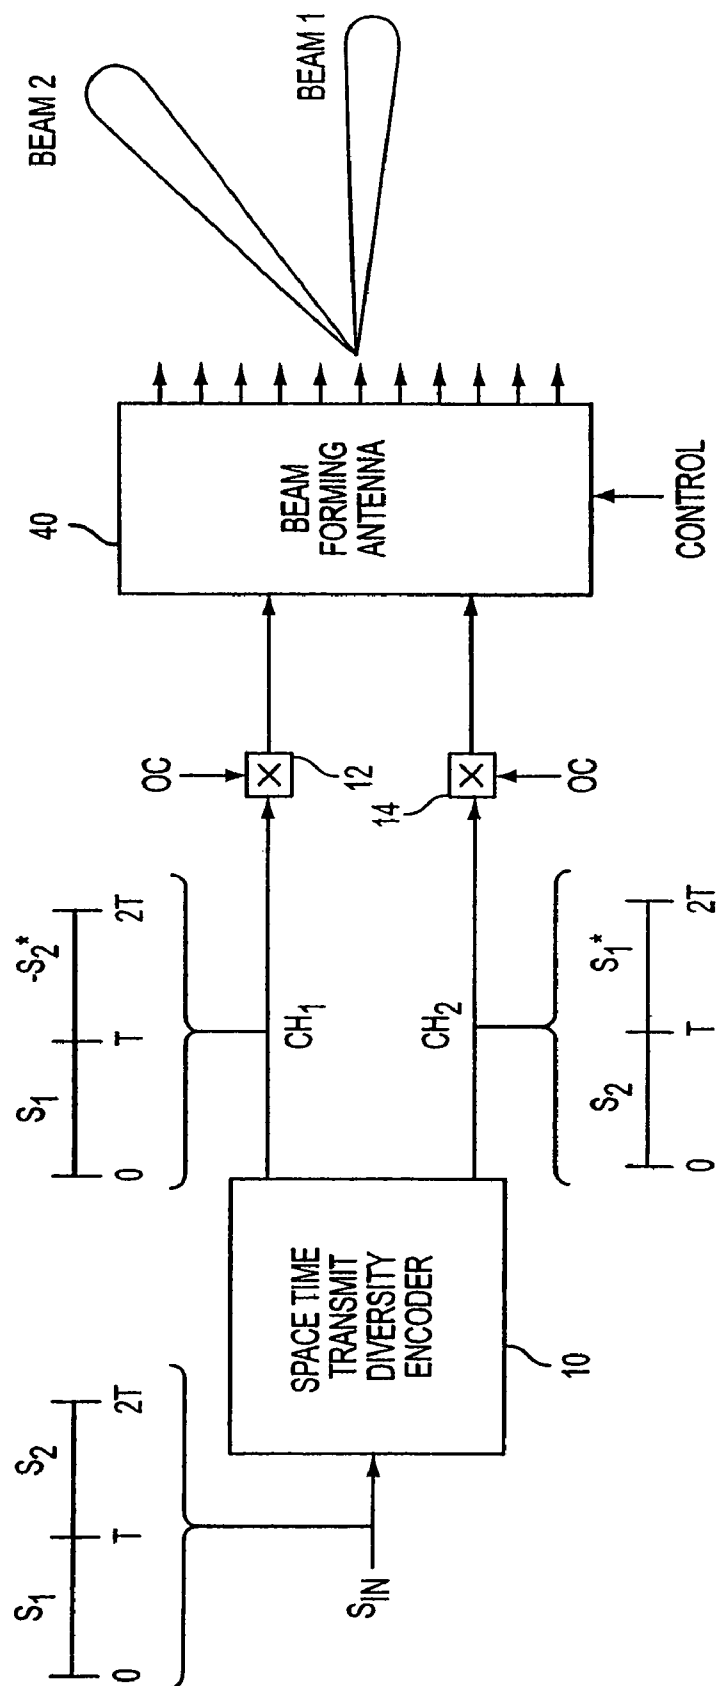 S1 S2
0 T 2T
SIN
SPACE TIME
TRANSMIT
DIVERSITY
ENCODER
10
S1 -S2*
0 T 2T
CH1
CH2
S2 S1*
0 T 2T
OC
12
14
OC
40
BEAM
FORMING
ANTENNA
CONTROL
BEAM 2
BEAM 1